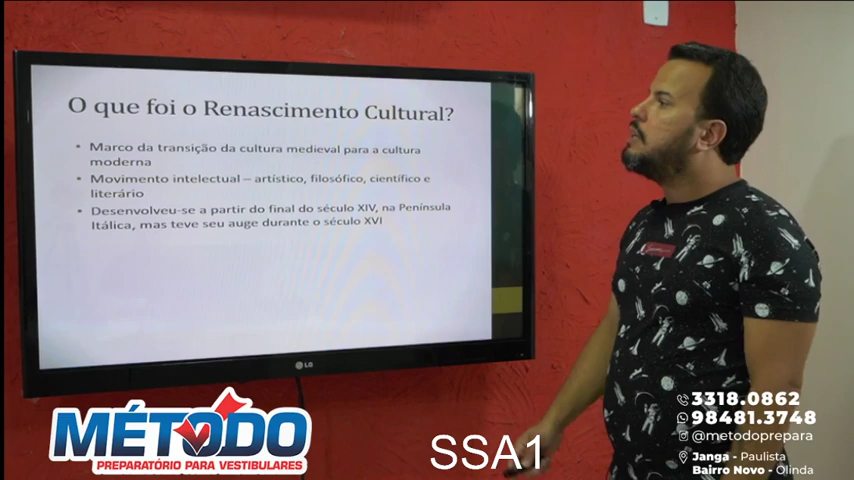 O que foi o Renascimento Cultural?
• Marco da transição da cultura medieval para a cultura
moderna
• Movimento intelectual – artístico, filosófico, científico e
literário
• Desenvolveu-se a partir do final do século XIV, na Península
Itálica, mas teve seu auge durante o século XVI
LG
MÉTODO
PREPARATÓRIO PARA VESTIBULARES
SSA1
3318.0862
98481.3748
@metodoprepara
Janga - Paulista
Bairro Novo - Olinda